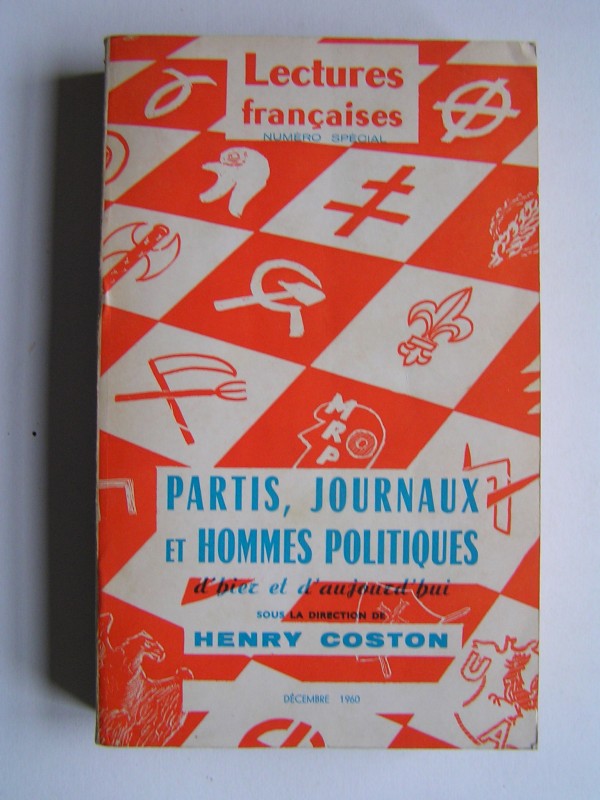 Lectures
françaises
NUMÉRO SPÉCIAL
MRP
PARTIS, JOURNAUX
ET HOMMES POLITIQUES
d'hier et d'aujourd'hui
SOUS LA DIRECTION DE
HENRY COSTON
DÉCEMBRE 1960
U
A